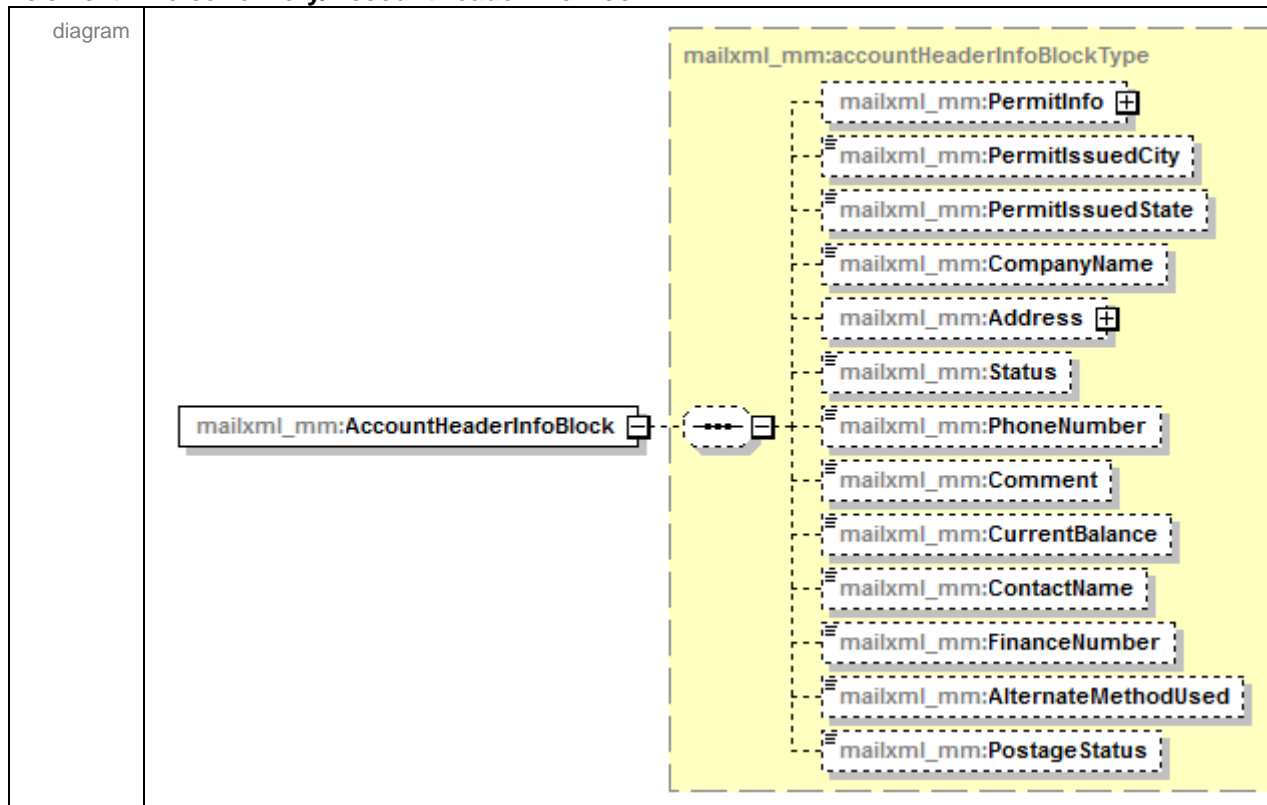 diagram
mailxml_mm:accountHeaderInfoBlockType
mailxml_mm:PermitInfo
mailxml_mm:PermitIssuedCity
mailxml_mm:PermitIssuedState
mailxml_mm:CompanyName
mailxml_mm:Address
mailxml_mm:Status
mailxml_mm:AccountHeaderInfoBlock
mailxml_mm:PhoneNumber
mailxml_mm:Comment
mailxml_mm:CurrentBalance
mailxml_mm:ContactName
mailxml_mm:FinanceNumber
mailxml_mm:AlternateMethodUsed
mailxml_mm:PostageStatus